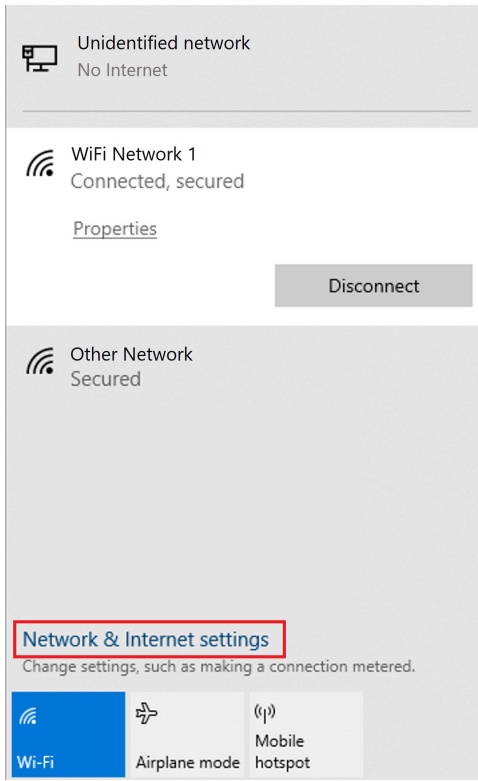 Unidentified network
No Internet
WiFi Network 1
Connected, secured
Properties
Disconnect
Other Network
Secured
Network & Internet settings
Change settings, such as making a connection metered.
Wi-Fi
Airplane mode
Mobile
hotspot